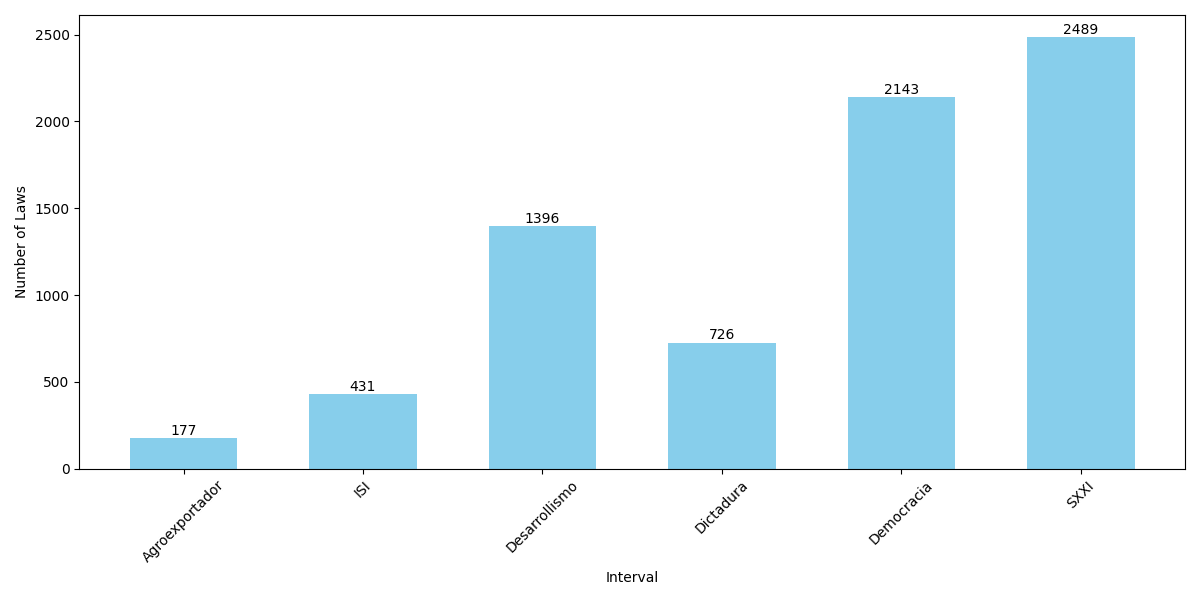 2500
2000
1500
1000
500
0
Number of Laws
177
431
1396
726
2143
2489
Agroexportador
ISI
Desarrollismo
Dictadura
Democracia
SXXI
Interval